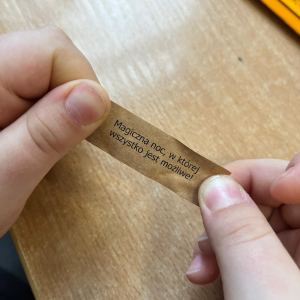 Magiczna noc, w której
wszystko jest możliwe!